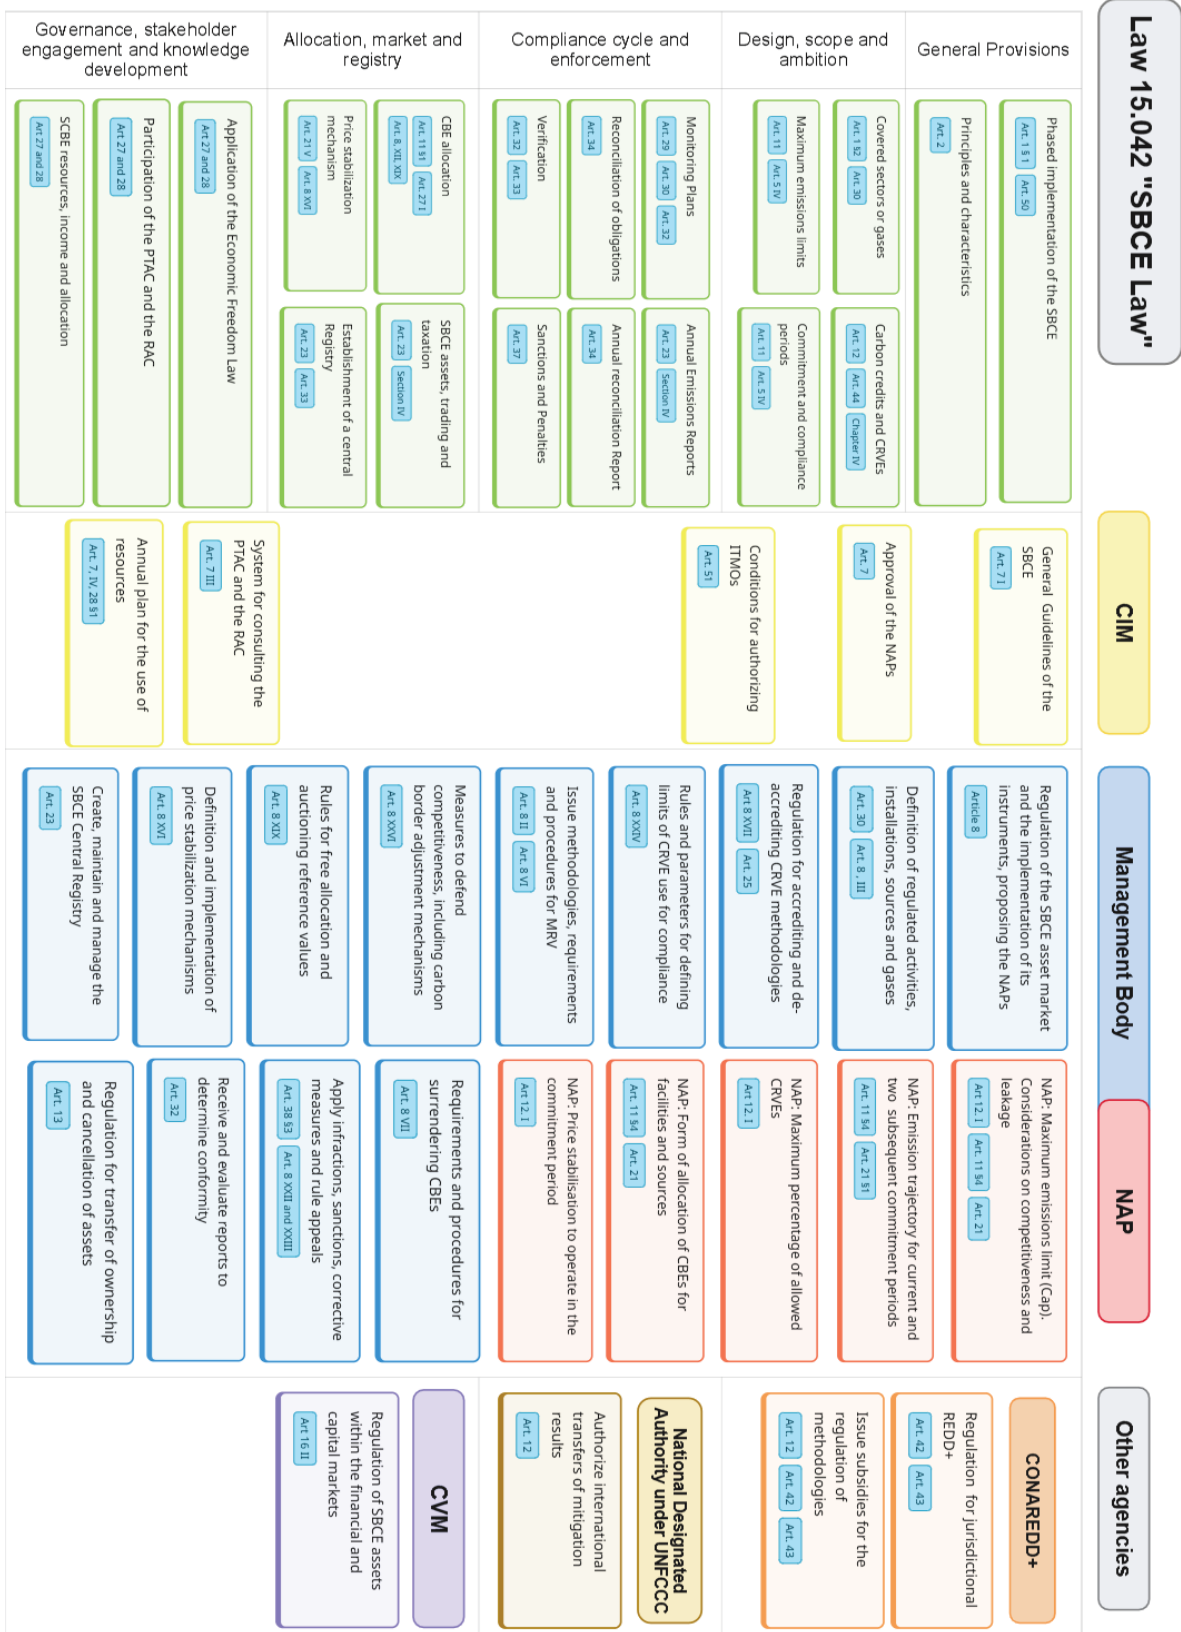 Law 15.042 "SBCE Law"
General Provisions
Design, scope and
ambition
Compliance cycle and
enforcement
Allocation, market and
registry
Governance, stakeholder
engagement and knowledge
development
Phased implementation of the SBCE
Art. 1 § 1
Art. 50
Principles and characteristics
Art. 2
Covered sectors or gases
Art. 1 §2
Art. 30
Carbon credits and CRVEs
Art. 12
Art. 44
Chapter IV
Maximum emissions limits
Art. 11
Art. 5 IV
Commitment and compliance
periods
Art. 11
Art. 5 IV
Monitoring Plans
Art. 29
Art. 30
Art. 32
Annual Emissions Reports
Art. 23
Section IV
Reconciliation of obligations
Art. 34
Annual reconciliation Report
Art. 34
Verification
Art. 32
Art. 33
Sanctions and Penalties
Art. 37
CBE allocation
Art. 11 §1
Art. 27 I
Art. 8, XII, XIX
SBCE assets, trading and
taxation
Art. 23
Section IV
Price stabilization
mechanism
Art. 21 V
Art. 8 XVI
Establishment of a central
Registry
Art. 23
Art. 33
Application of the Economic Freedom Law
Art 27 and 28
Participation of the PTAC and the RAC
Art 27 and 28
SCBE resources, income and allocation
Art 27 and 28
CIM
General Guidelines of the
SBCE
Art. 7 I
Approval of the NAPs
Art. 7
Conditions for authorizing
ITMOs
Art. 51
System for consulting the
PTAC and the RAC
Art. 7 III
Annual plan for the use of
resources
Art. 7, IV, 28 §1
Management Body
Regulation of the SBCE asset market
and the implementation of its
instruments, proposing the NAPs
Article 8
Definition of regulated activities,
installations, sources and gases
Art. 30
Art. 8 , III
Regulation for accrediting and de-
accrediting CRVE methodologies
Art 8 XVII
Art. 25
Rules and parameters for defining
limits of CRVE use for compliance
Art. 8 XXIV
Issue methodologies, requirements
and procedures for MRV
Art. 8 II
Art. 8 VI
Measures to defend
competitiveness, including carbon
border adjustment mechanisms
Art. 8 XXVI
Rules for free allocation and
auctioning reference values
Art. 8 XIX
Definition and implementation of
price stabilization mechanisms
Art. 8 XVI
Create, maintain and manage the
SBCE Central Registry
Art. 23
NAP
NAP: Maximum emissions limit (Cap).
Considerations on competitiveness and
leakage
Art 12. I
Art. 11 §4
Art. 21
NAP: Emission trajectory for current and
two subsequent commitment periods
Art. 11 §4
Art. 21 §1
NAP: Maximum percentage of allowed
CRVEs
Art 12. I
NAP: Form of allocation of CBEs for
facilities and sources
Art. 11 §4
Art. 21
NAP: Price stabilisation to operate in the
commitment period
Art 12. I
Requirements and procedures for
surrendering CBEs
Art. 8 VII
Apply infractions, sanctions, corrective
measures and rule appeals
Art. 38 §3
Art. 8 XXII and XXIII
Receive and evaluate reports to
determine conformity
Art. 32
Regulation for transfer of ownership
and cancellation of assets
Art. 13
Other agencies
CONAREDD+
Regulation for jurisdictional
REDD+
Art. 42
Art. 43
Issue subsidies for the
regulation of
methodologies
Art. 12
Art. 42
Art. 43
National Designated
Authority under UNFCCC
Authorize international
transfers of mitigation
results
Art. 12
CVM
Regulation of SBCE assets
within the financial and
capital markets
Art 16 II